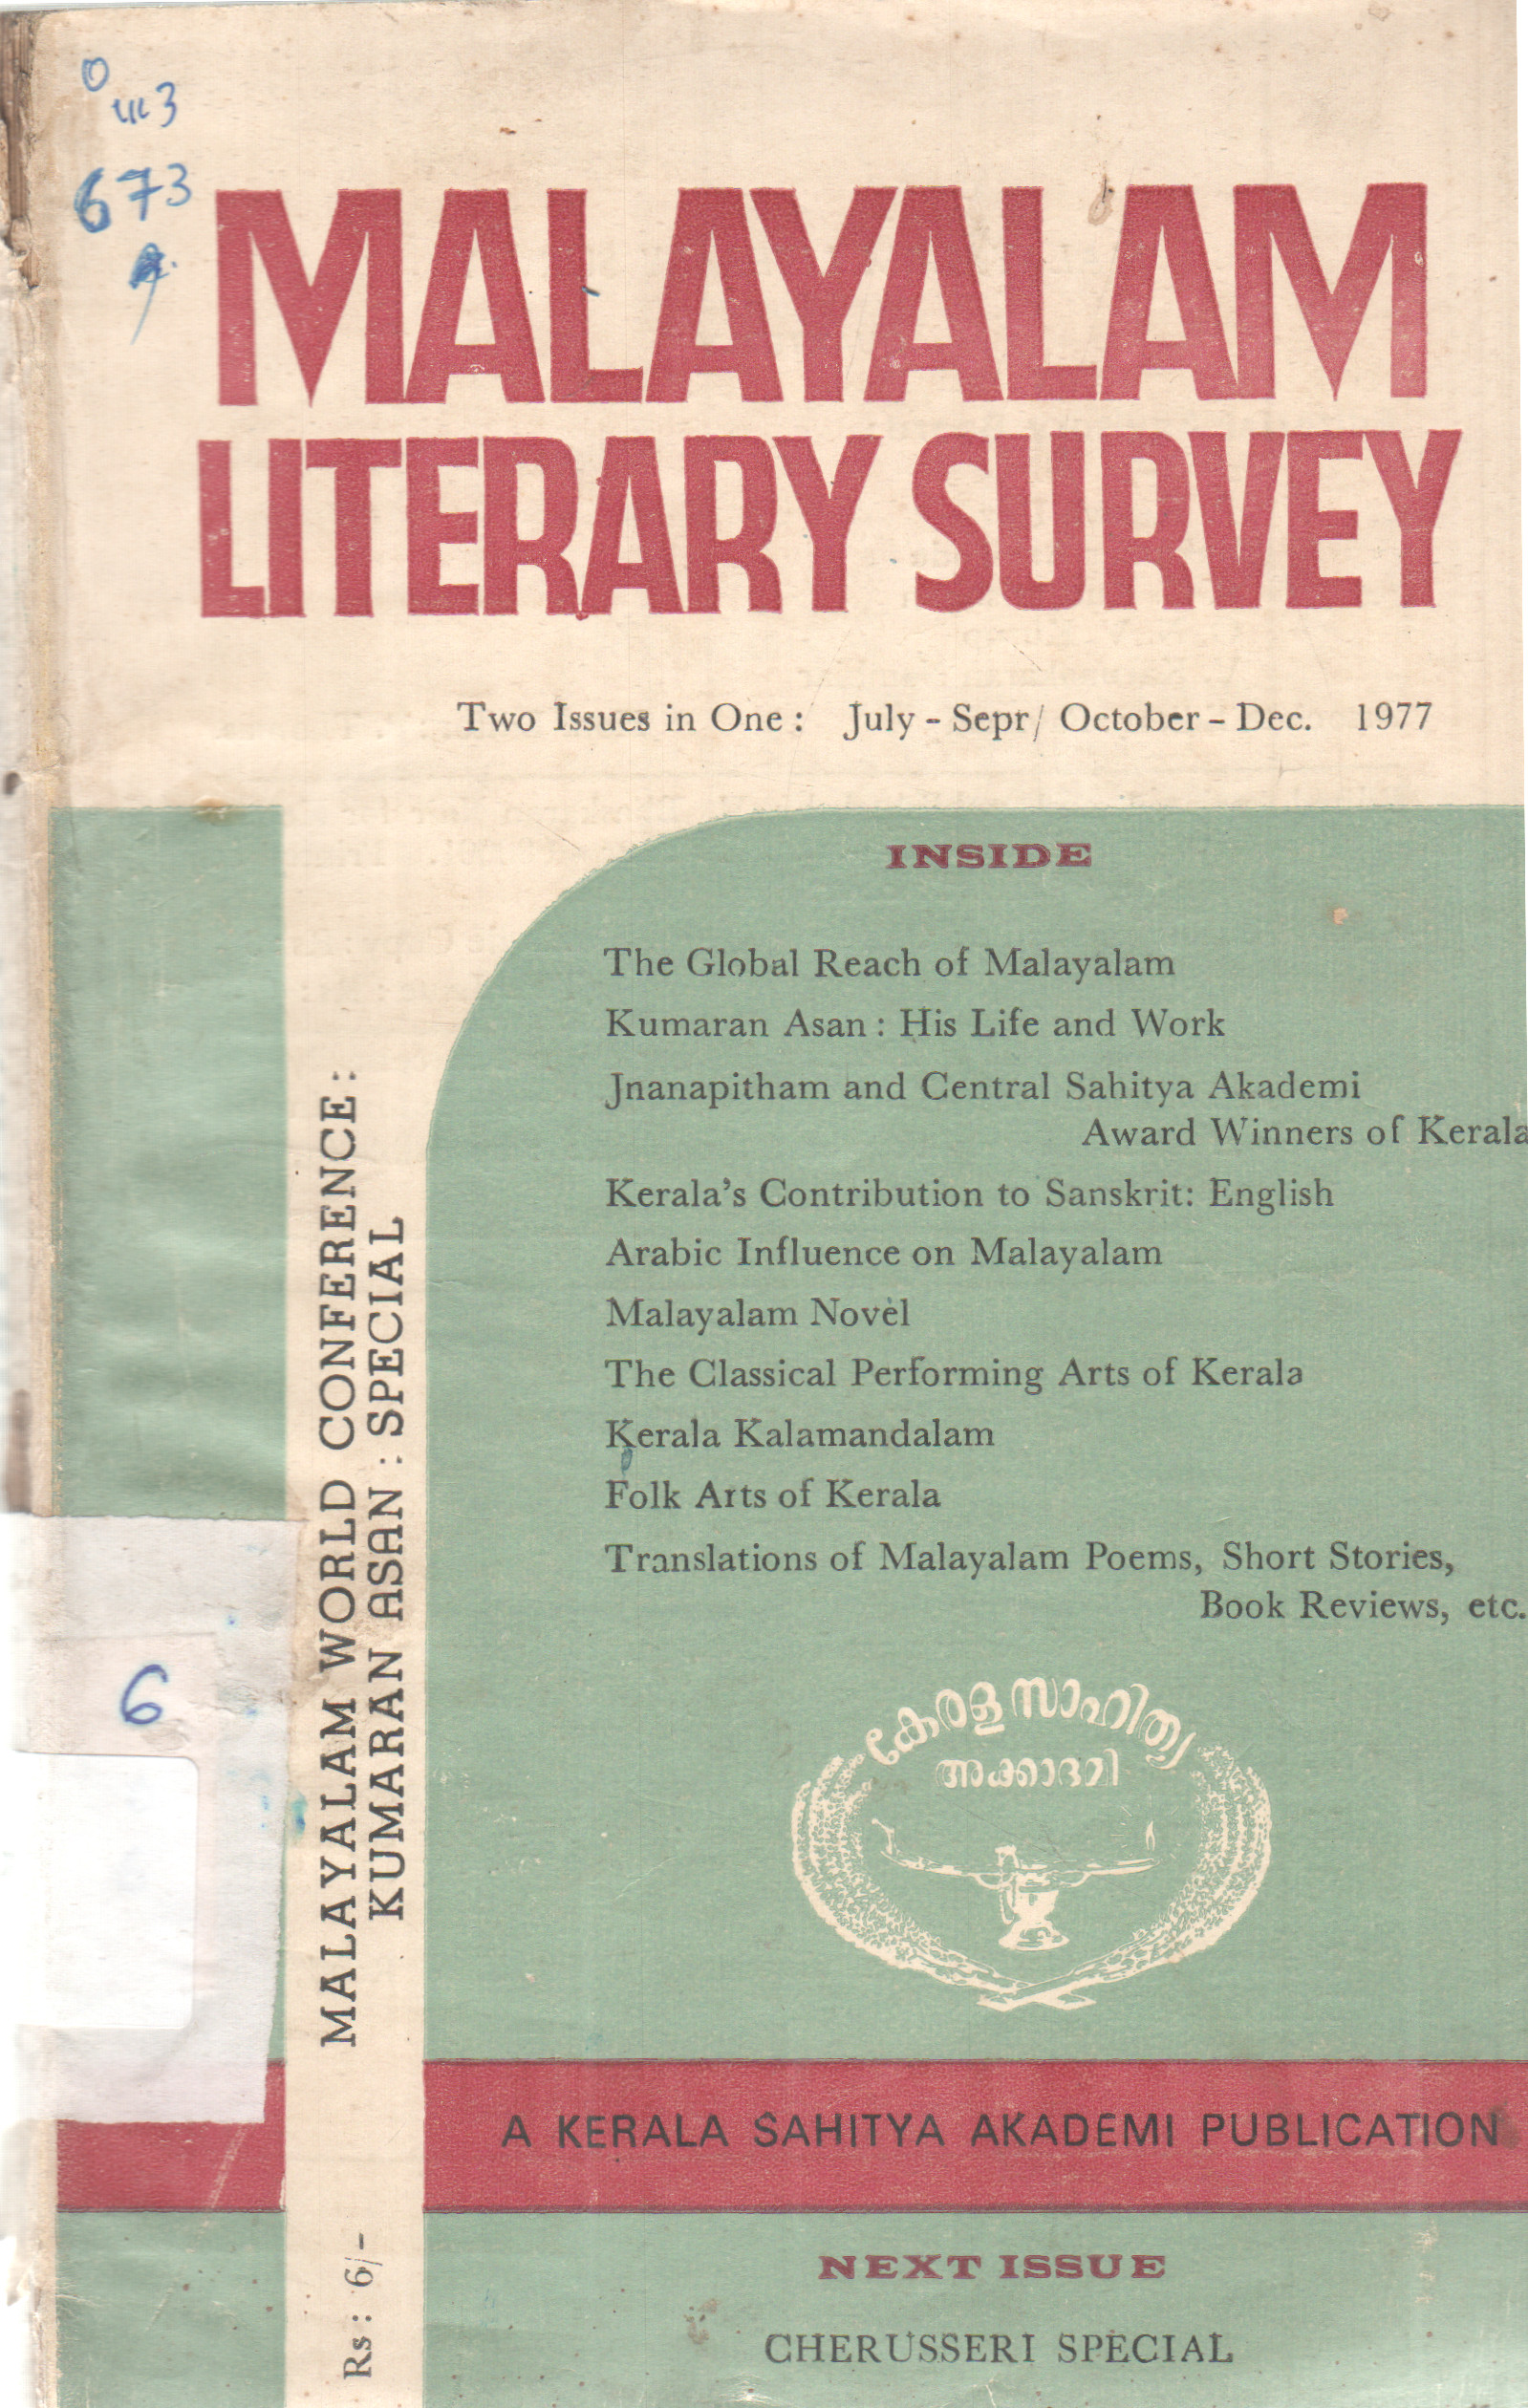 673
MALAYALAM
LITERARY SURVEY
Two Issues in One : July - Sepr/ October - Dec. 1977
INSIDE
The Global Reach of Malayalam
Kumaran Asan : His Life and Work
Jnanapitham and Central Sahitya Akademi
Award Winners of Kerala
Kerala's Contribution to Sanskrit: English
Arabic Influence on Malayalam
Malayalam Novel
The Classical Performing Arts of Kerala
Kerala Kalamandalam
Folk Arts of Kerala
Translations of Malayalam Poems, Short Stories,
Book Reviews, etc.
MALAYALAM WORLD CONFERENCE :
KUMARAN ASAN : SPECIAL
6
കേരള സാഹിത്യ
അക്കാദമി
A KERALA SAHITYA AKADEMI PUBLICATION
Rs : 6/-
NEXT ISSUE
CHERUSSERI SPECIAL